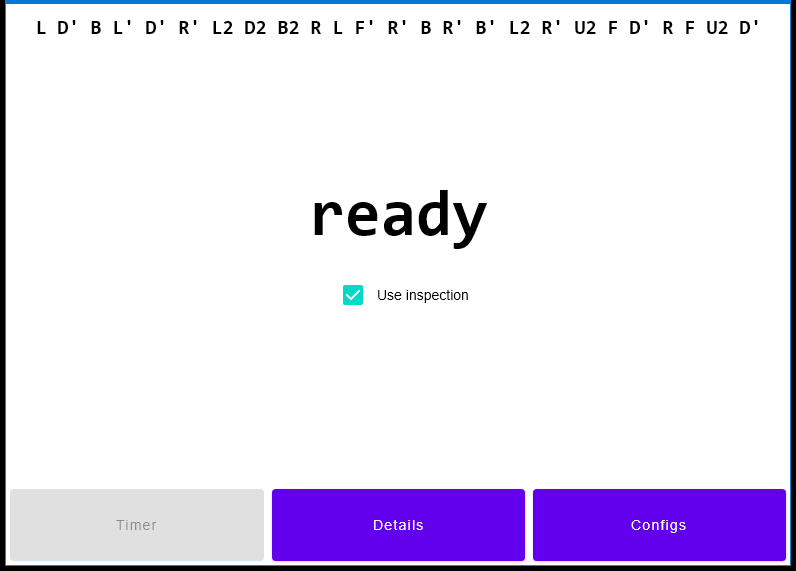 L D' B L' D' R' L2 D2 B2 R L F' R' B R' B' L2 R' U2 F D' R F U2 D'
ready
Use inspection
Timer Details Configs